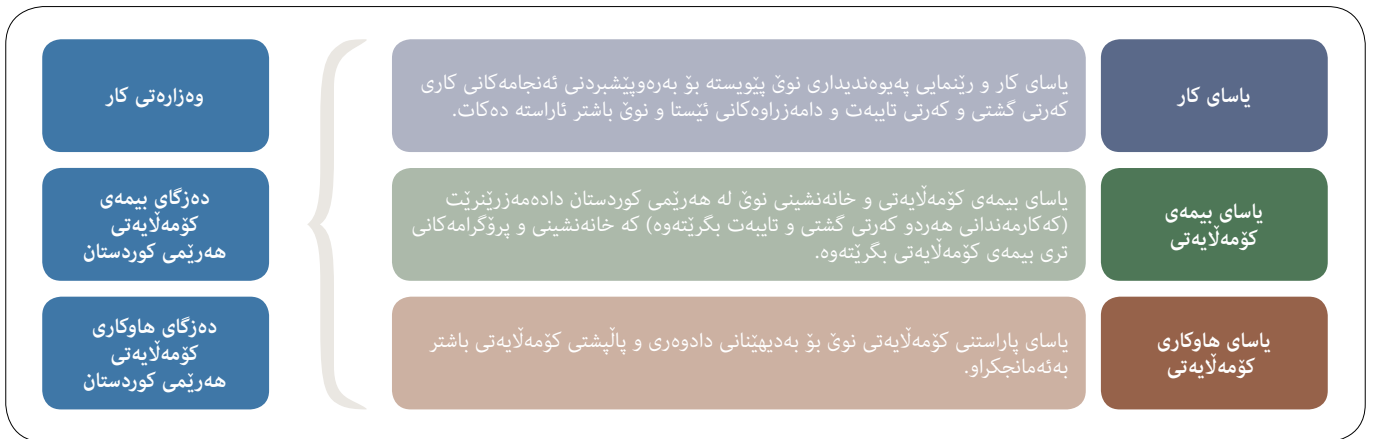 یاسای کار
یاسای کار و رێنمایی پەیوەندیداری نوێ پێویستە بۆ بەرەوپێشبردنی ئەنجامەکانی کاری
کەرتی گشتی و کەرتی تایبەت و دامەزراوەکانی ئێستا و نوێ باشتر ئاراستە دەکات.
وەزارەتی کار
یاسای بیمەی
کۆمەڵایەتی
یاسای بیمەی کۆمەڵایەتی و خانەنشینی نوێ لە هەرێمی کوردستان دادەمەزرێنرێت
(کەکارمەندانی هەردو کەرتی گشتی و تایبەت بگرێتەوە) کە خانەنشینی و پرۆگرامەکانی
تری بیمەی کۆمەڵایەتی بگرێتەوە.
دەزگای بیمەی
کۆمەڵایەتی
هەرێمی کوردستان
یاسای هاوکاری
کۆمەڵایەتی
یاسای پاراستنی کۆمەڵایەتی نوێ بۆ بەدیهێنانی دادوەری و پاڵپشتی کۆمەڵایەتی باشتر
بەئەمانجکراو.
دەزگای هاوکاری
کۆمەڵایەتی
هەرێمی کوردستان